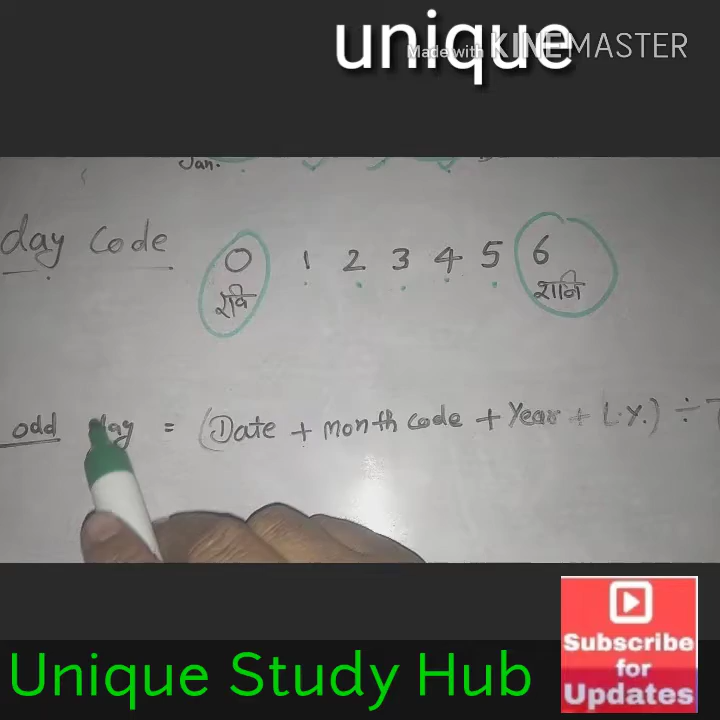 unique
Made with KINEMASTER
Jan.
day code 0 1 2 3 4 5 6
रवि शनि
odd day = (Date + month code + Year + L.Y.) ÷ 7
Unique Study Hub
Subscribe
for
Updates